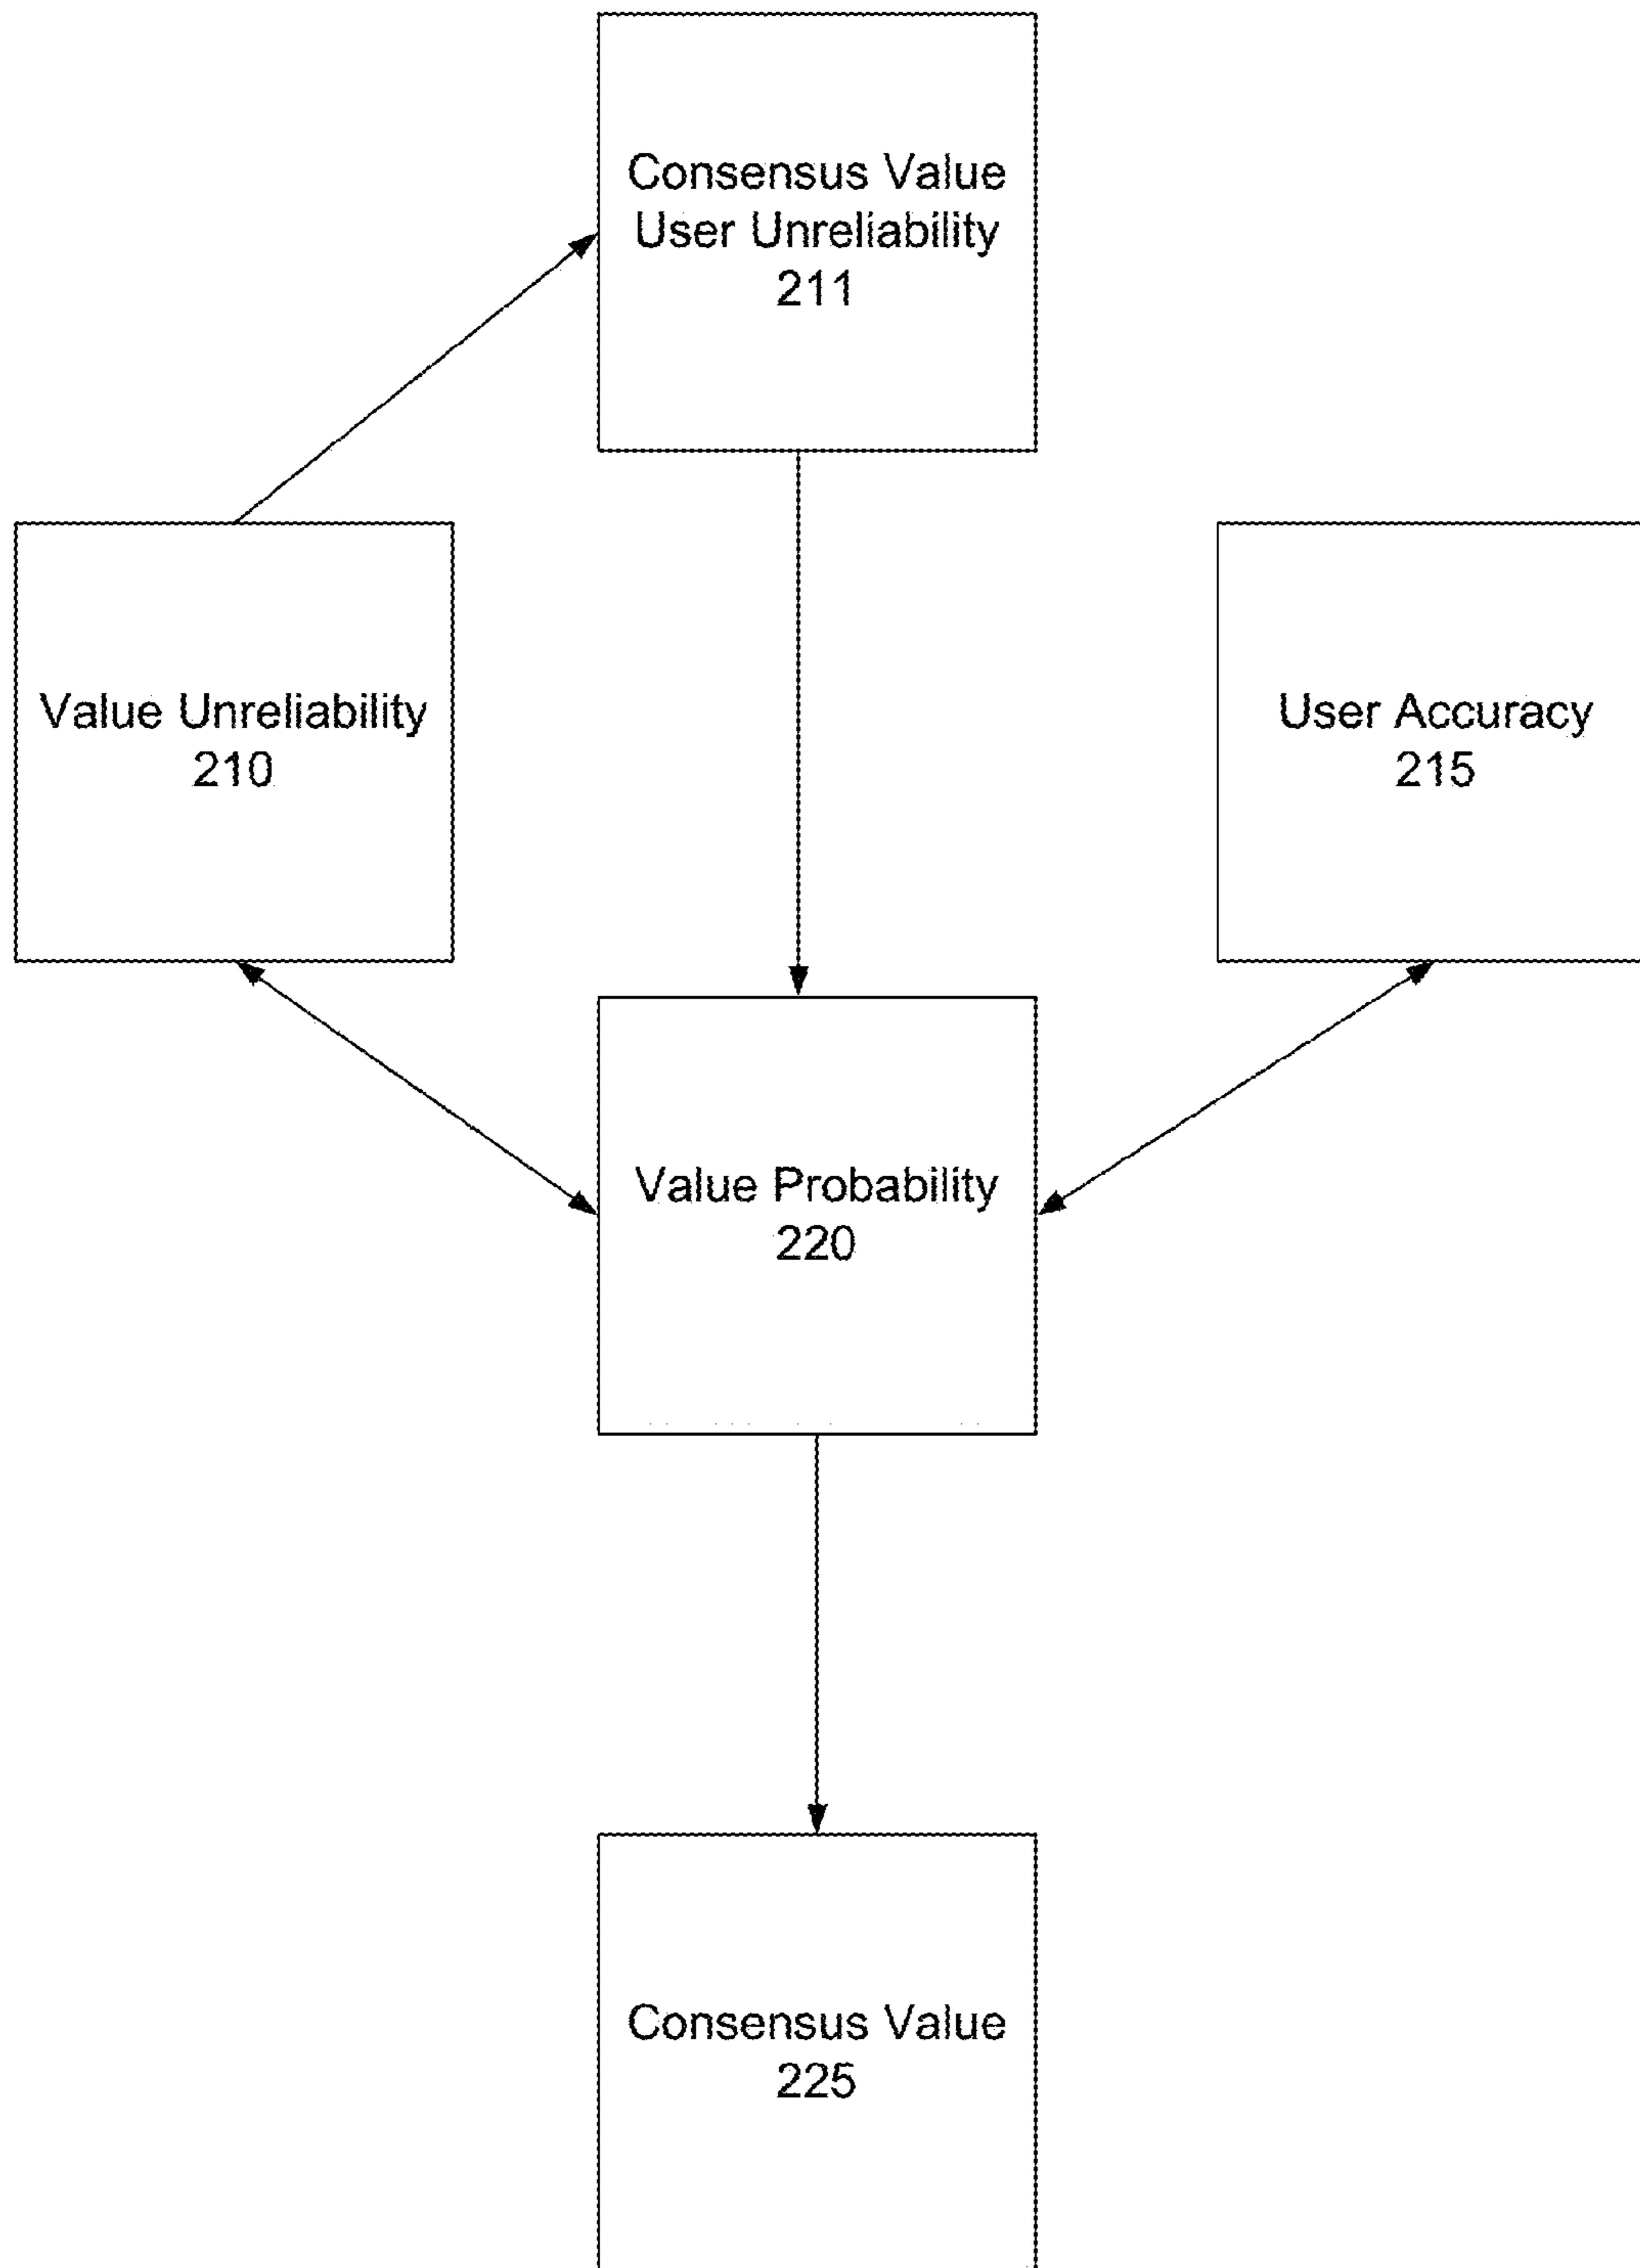 Consensus Value
User Unreliability
211
Value Unreliability
210
User Accuracy
215
Value Probability
220
Consensus Value
225